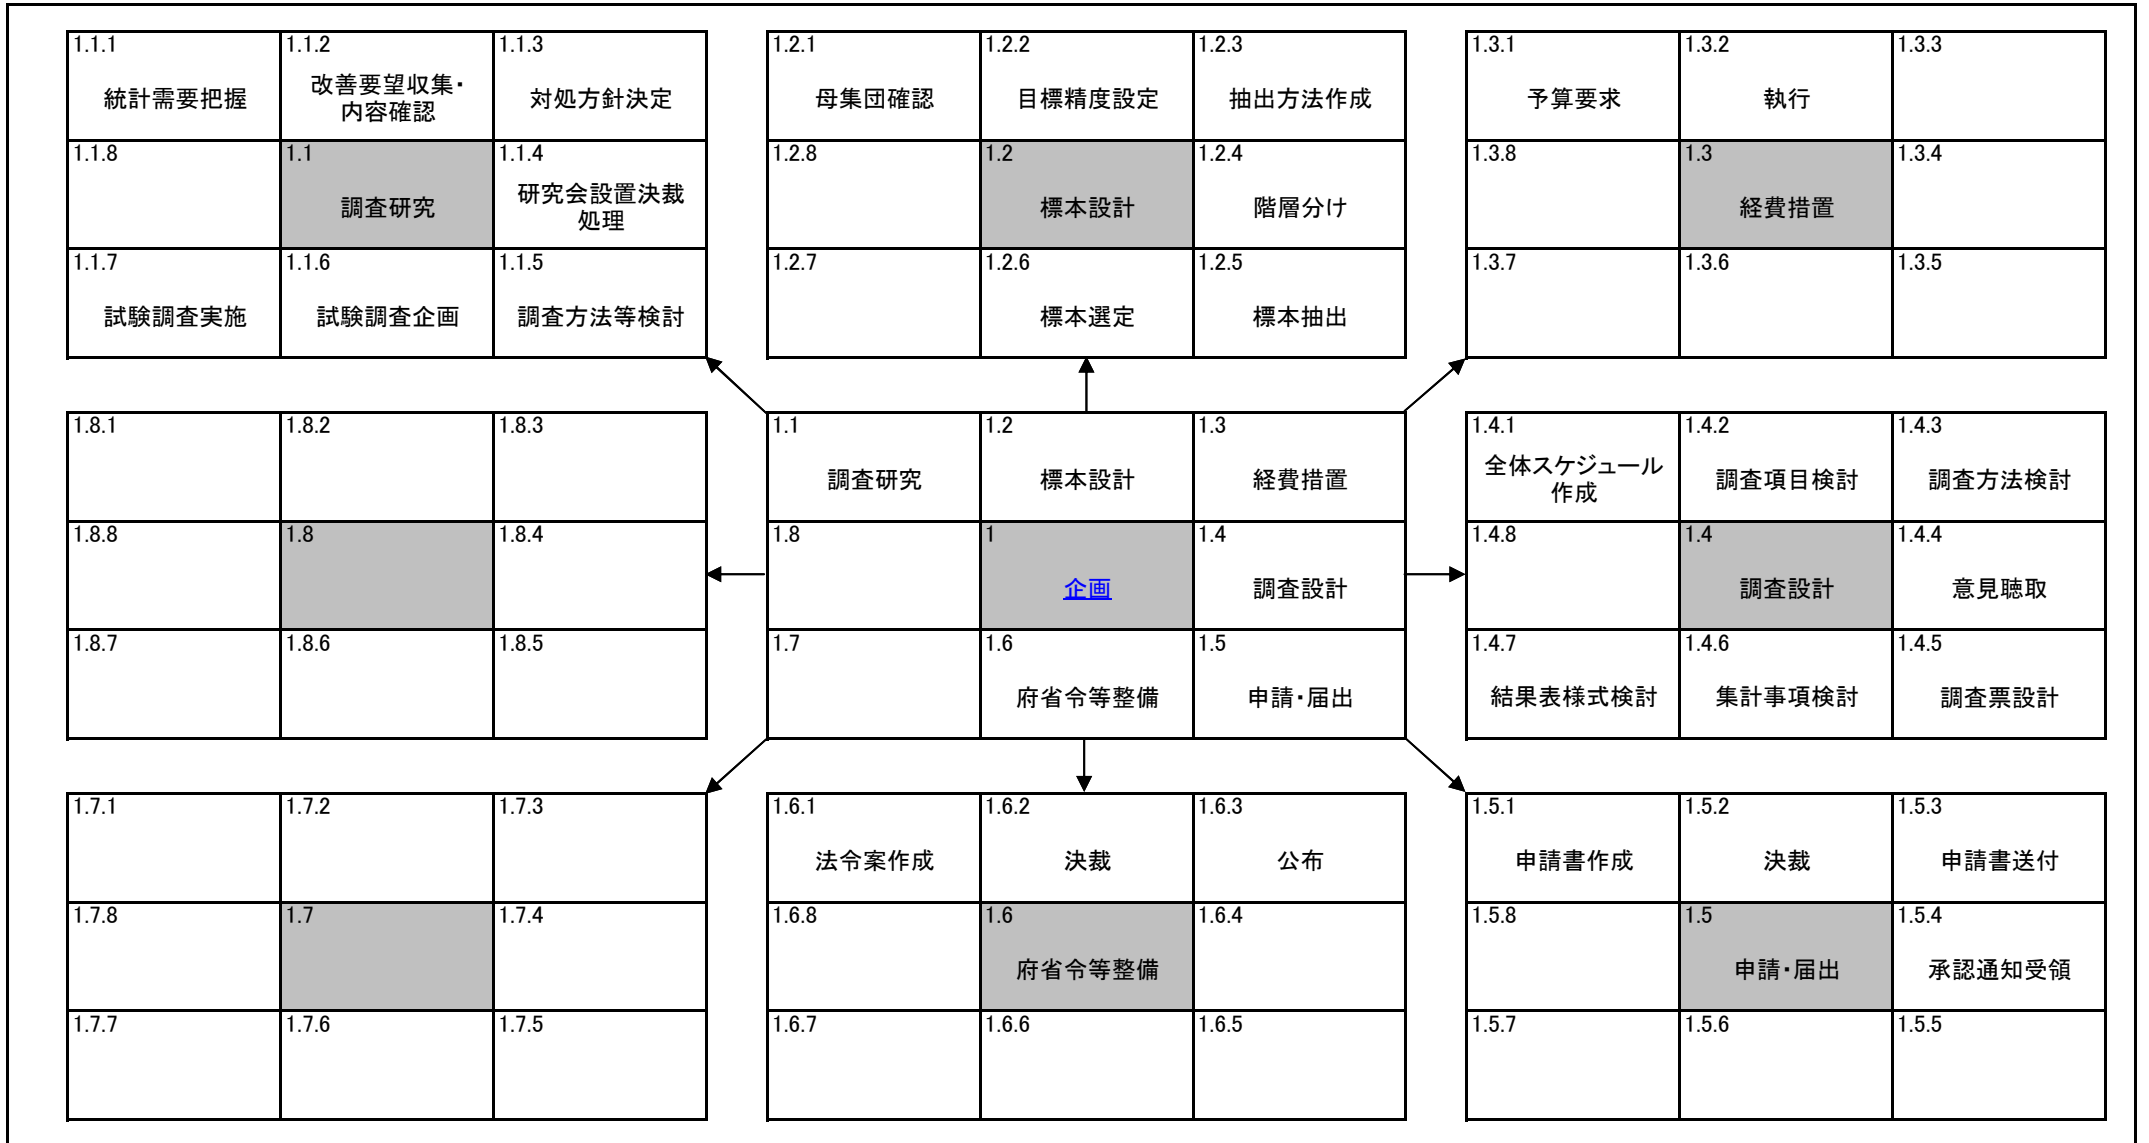 1.1.1
統計需要把握
1.1.2
改善要望収集・
内容確認
1.1.3
対処方針決定
1.1.8
1.1
調査研究
1.1.4
研究会設置決裁
処理
1.1.7
試験調査実施
1.1.6
試験調査企画
1.1.5
調査方法等検討
1.2.1
母集団確認
1.2.2
目標精度設定
1.2.3
抽出方法作成
1.2.8
1.2
標本設計
1.2.4
階層分け
1.2.7
1.2.6
標本選定
1.2.5
標本抽出
1.3.1
予算要求
1.3.2
執行
1.3.3
1.3.8
1.3
経費措置
1.3.4
1.3.7
1.3.6
1.3.5
1.8.1
1.8.2
1.8.3
1.8.8
1.8
1.8.4
1.8.7
1.8.6
1.8.5
1.1
調査研究
1.2
標本設計
1.3
経費措置
1.8
1
企画
1.4
調査設計
1.7
1.6
府省令等整備
1.5
申請・届出
1.4.1
全体スケジュール
作成
1.4.2
調査項目検討
1.4.3
調査方法検討
1.4.8
1.4
調査設計
1.4.4
意見聴取
1.4.7
結果表様式検討
1.4.6
集計事項検討
1.4.5
調査票設計
1.7.1
1.7.2
1.7.3
1.7.8
1.7
1.7.4
1.7.7
1.7.6
1.7.5
1.6.1
法令案作成
1.6.2
決裁
1.6.3
公布
1.6.8
1.6
府省令等整備
1.6.4
1.6.7
1.6.6
1.6.5
1.5.1
申請書作成
1.5.2
決裁
1.5.3
申請書送付
1.5.8
1.5
申請・届出
1.5.4
承認通知受領
1.5.7
1.5.6
1.5.5